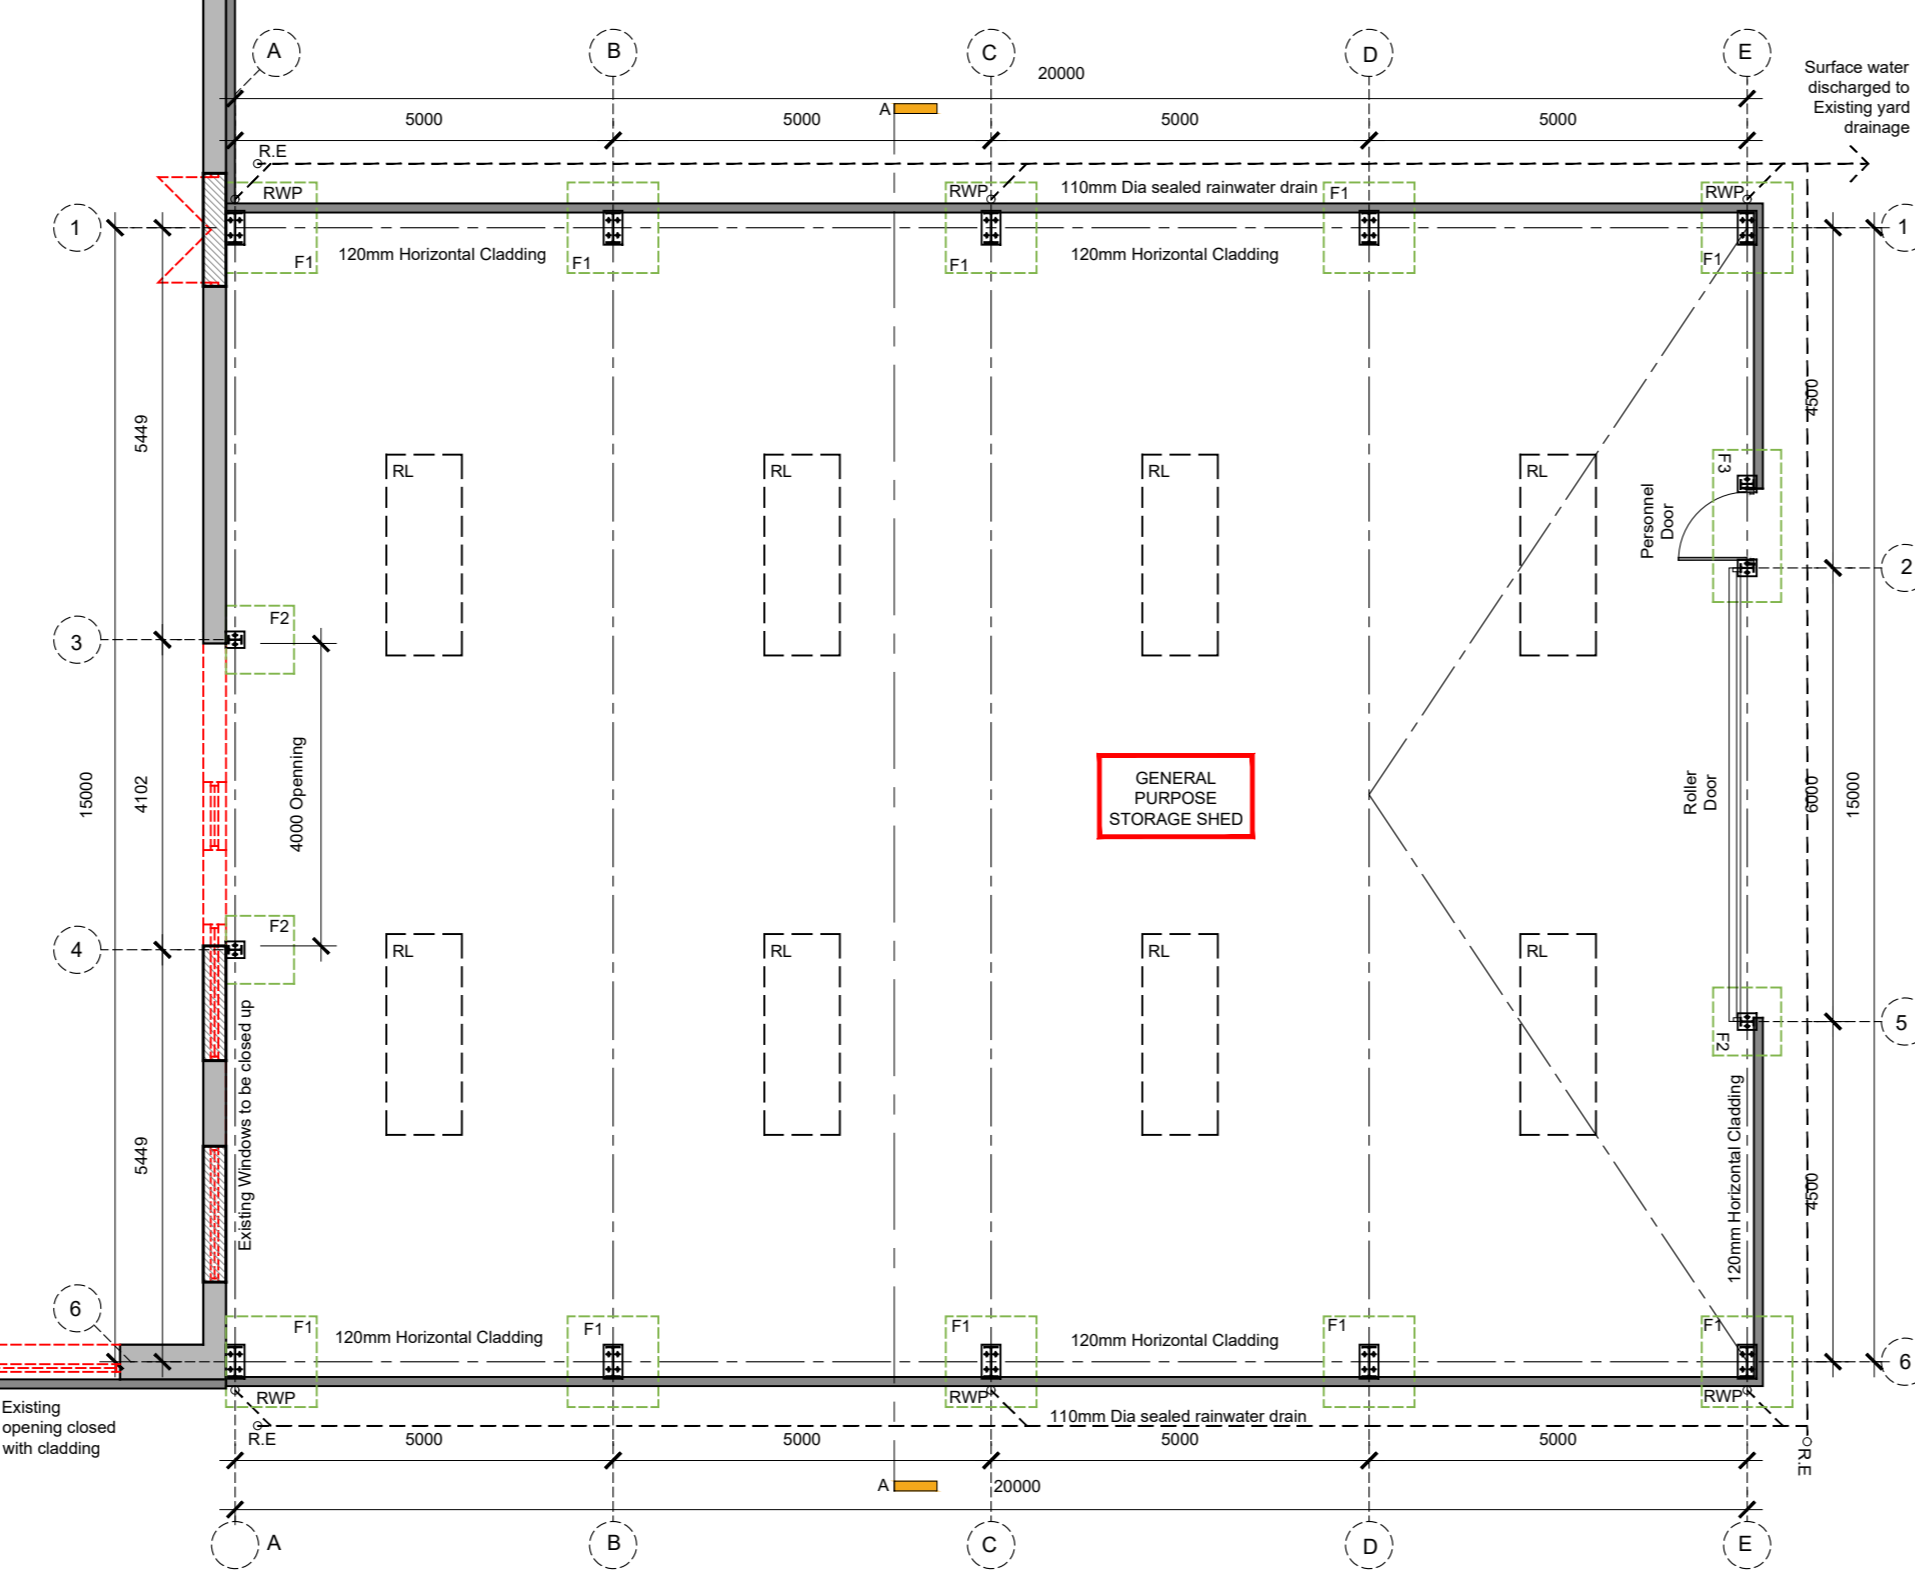 A
B
C
D
E
20000
Surface water
discharged to
Existing yard
drainage
A
5000
5000
5000
5000
R.E
RWP
RWP
110mm Dia sealed rainwater drain
F1
RWP
1
1
F1
120mm Horizontal Cladding
F1
F1
120mm Horizontal Cladding
F1
5449
4500
RL
RL
RL
RL
F3
Personnel
Door
2
3
F2
15000
4102
4000 Openning
GENERAL
PURPOSE
STORAGE SHED
Roller
Door
6000
15000
4
F2
RL
RL
RL
RL
5
F2
Existing Windows to be closed up
5449
120mm Horizontal Cladding
4500
6
F1
120mm Horizontal Cladding
F1
F1
120mm Horizontal Cladding
F1
F1
6
RWP
RWP
RWP
Existing
opening closed
with cladding
110mm Dia sealed rainwater drain
R.E
5000
5000
5000
5000
R.E
A
20000
A
B
C
D
E